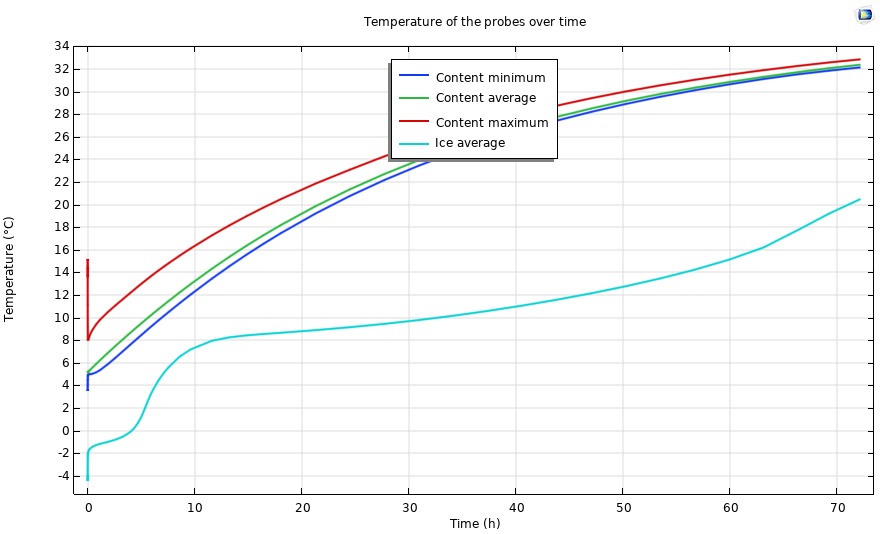 Temperature of the probes over time
34
32
30
28
26
24
22
20
18
16
14
12
10
8
6
4
2
0
-2
-4
Temperature (°C)
Content minimum
Content average
Content maximum
Ice average
0 10 20 30 40 50 60 70
Time (h)